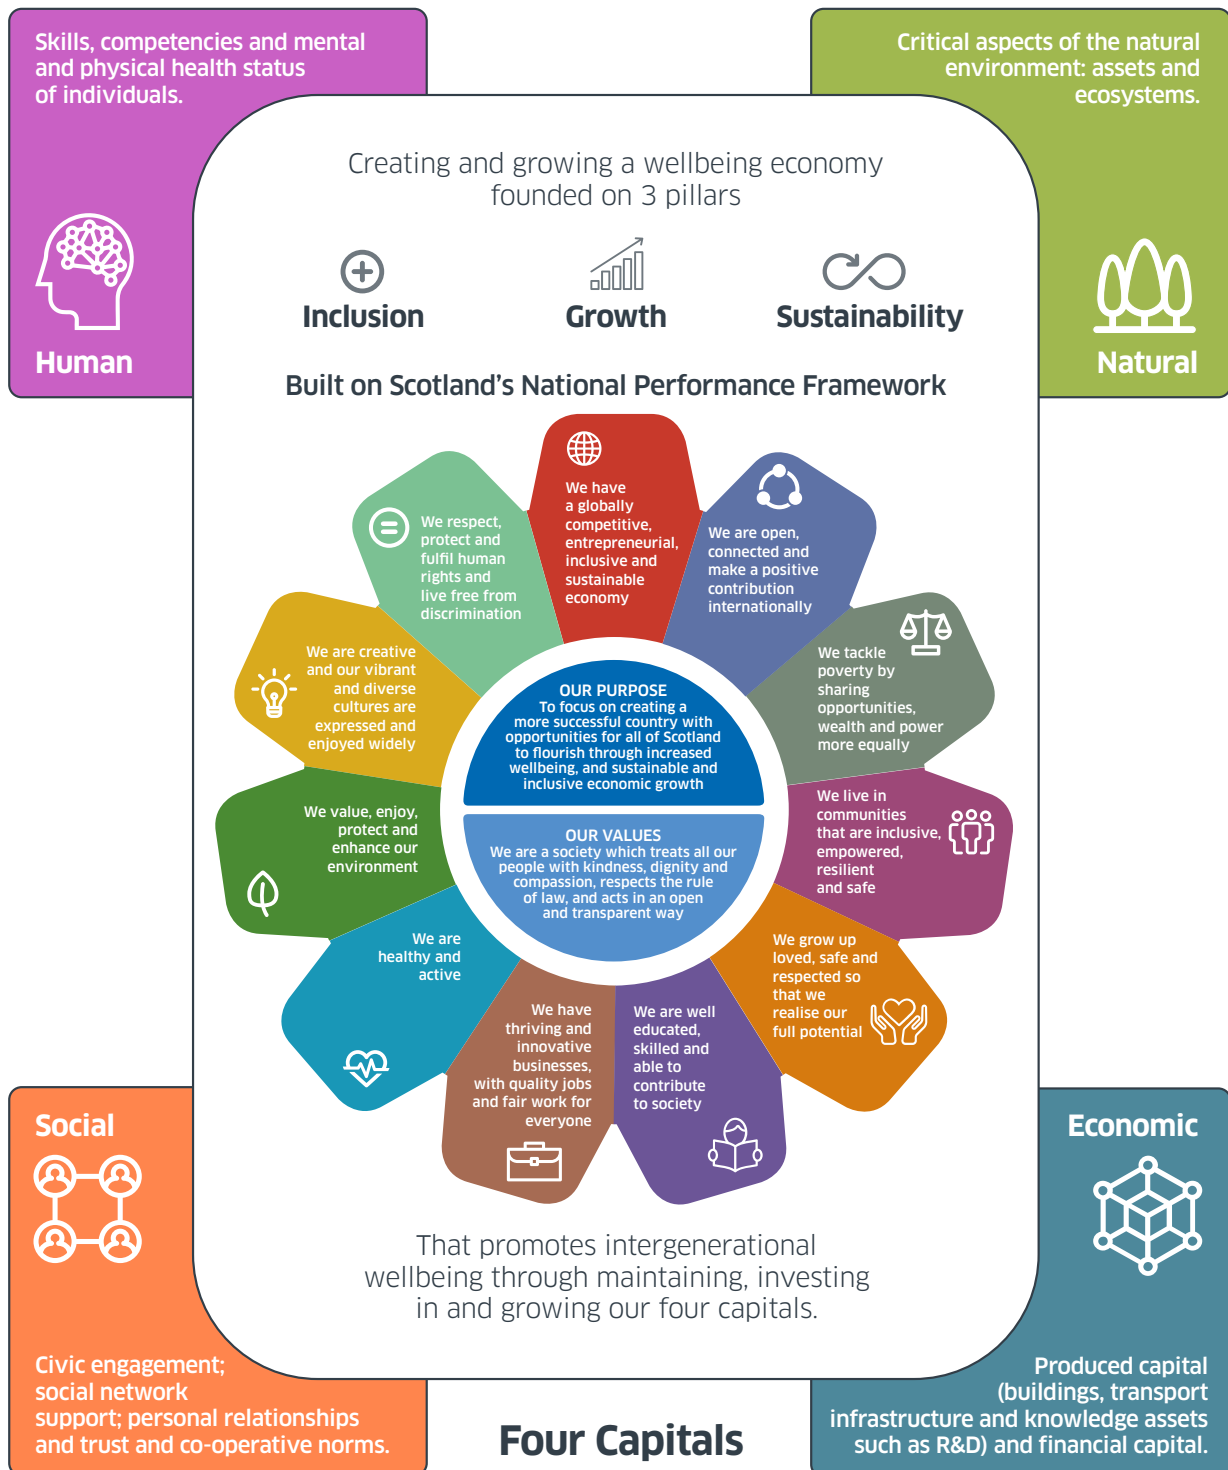 Skills, competencies and mental
and physical health status
of individuals.
Human
Critical aspects of the natural
environment: assets and
ecosystems.
Natural
Creating and growing a wellbeing economy
founded on 3 pillars
Inclusion
Growth
Sustainability
Built on Scotland's National Performance Framework
We have
a globally
competitive,
entrepreneurial,
inclusive and
sustainable
economy
We are open,
connected and
make a positive
contribution
internationally
We tackle
poverty by
sharing
opportunities,
wealth and power
more equally
We live in
communities
that are inclusive,
empowered,
resilient
and safe
We grow up
loved, safe and
respected so
that we
realise our
full potential
We are well
educated,
skilled and
able to
contribute
to society
We have
thriving and
innovative
businesses,
with quality jobs
and fair work for
everyone
We are
healthy and
active
We value, enjoy,
protect and
enhance our
environment
We are creative
and our vibrant
and diverse
cultures are
expressed and
enjoyed widely
We respect,
protect and
fulfil human
rights and
live free from
discrimination
OUR PURPOSE
To focus on creating a
more successful country with
opportunities for all of Scotland
to flourish through increased
wellbeing, and sustainable and
inclusive economic growth
OUR VALUES
We are a society which treats all our
people with kindness, dignity and
compassion, respects the rule
of law, and acts in an open
and transparent way
That promotes intergenerational
wellbeing through maintaining, investing
in and growing our four capitals.
Social
Civic engagement;
social network
support; personal relationships
and trust and co-operative norms.
Economic
Produced capital
(buildings, transport
infrastructure and knowledge assets
such as R&D) and financial capital.
Four Capitals